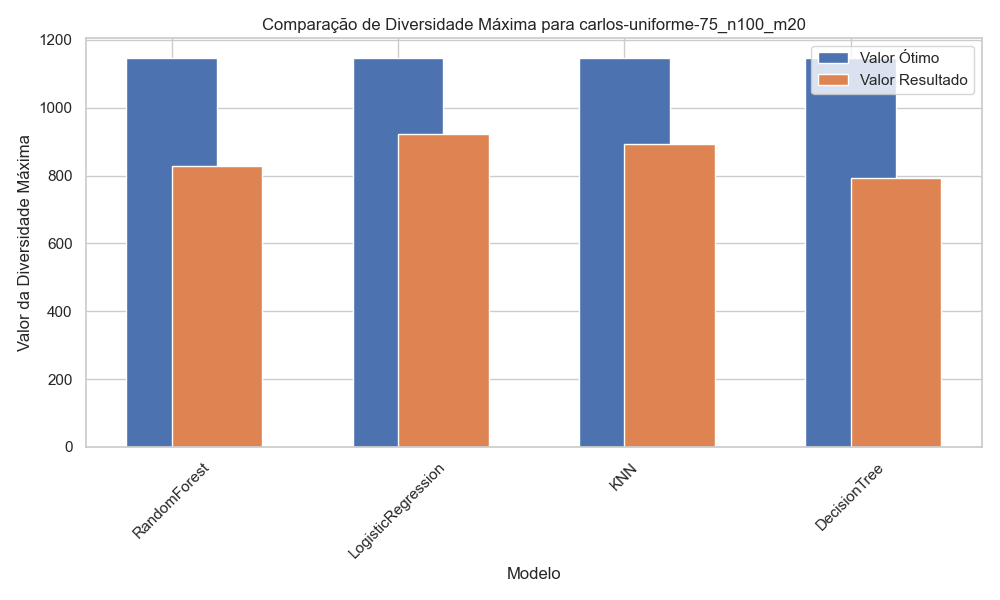 Comparação de Diversidade Máxima para carlos-uniforme-75_n100_m20
Valor Ótimo
Valor Resultado
Valor da Diversidade Máxima
1200
1000
800
600
400
200
0
RandomForest
LogisticRegression
KNN
DecisionTree
Modelo